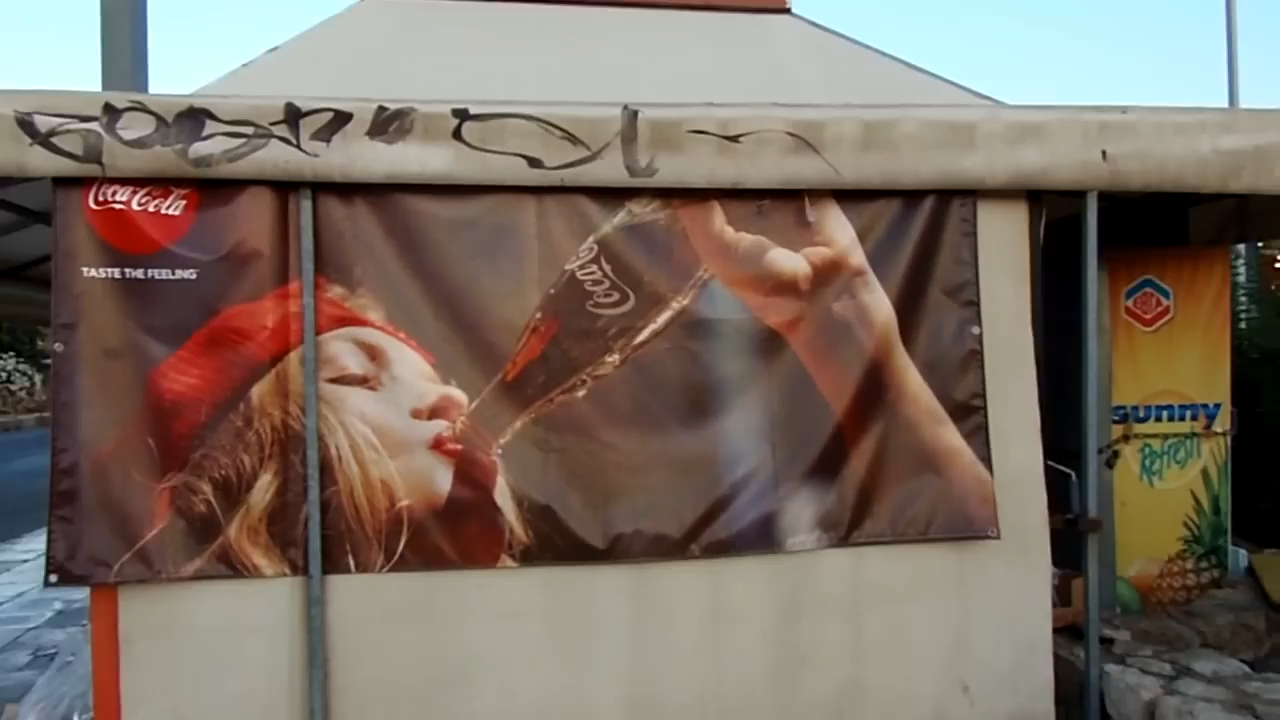 Coca-Cola
TASTE THE FEELING
Coca-Cola
sunny
Refresh